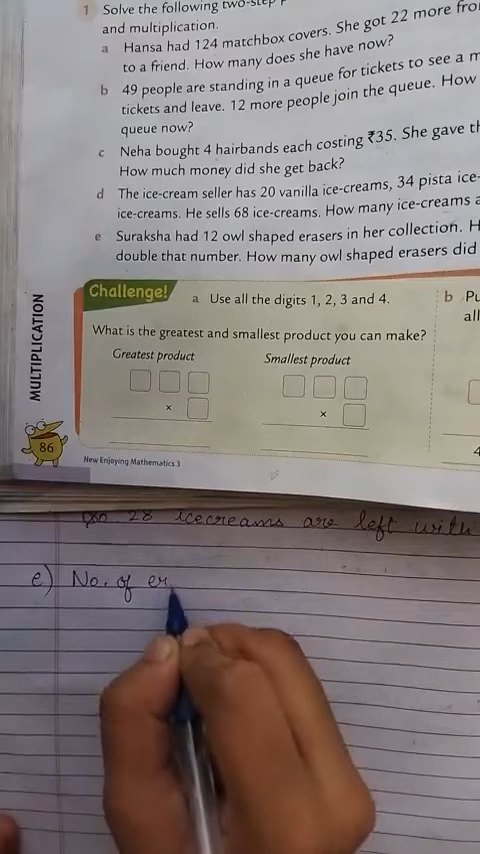 1 Solve the following two-step
and multiplication.
a Hansa had 124 matchbox covers. She got 22 more
to a friend. How many does she have now?
b 49 people are standing in a queue for tickets to see a
tickets and leave. 12 more people join the queue. How
queue now?
c Neha bought 4 hairbands each costing ₹35. She gave
How much money did she get back?
d The ice-cream seller has 20 vanilla ice-creams, 34 pista ice-
ice-creams. He sells 68 ice-creams. How many ice-creams
e Suraksha had 12 owl shaped erasers in her collection.
double that number. How many owl shaped erasers did
Challenge! a Use all the digits 1, 2, 3 and 4.
b
all
What is the greatest and smallest product you can make?
Greatest product Smallest product
× ×
MULTIPLICATION
86
New Enjoying Mathematics 3
28 icecreams are left with
e) No. of er